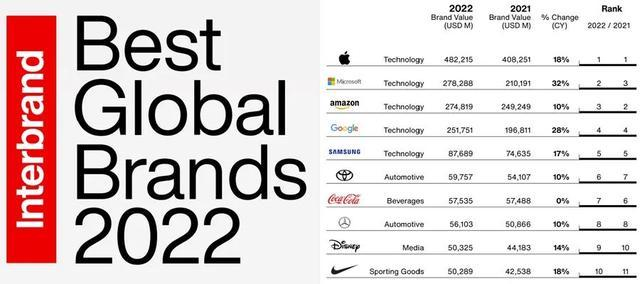 Interbrand
Best
Global
Brands
2022
2022 2021 % Change Rank
Brand Value Brand Value (CY) 2022 / 2021
(USD M) (USD M)
Technology 482,215 408,251 18% 1 1
Microsoft Technology 278,288 210,191 32% 2 3
amazon Technology 274,819 249,249 10% 3 2
Google Technology 251,751 196,811 28% 4 4
SAMSUNG Technology 87,689 74,635 17% 5 5
Automotive 59,757 54,107 10% 6 7
Coca-Cola Beverages 57,535 57,488 0% 7 6
Automotive 56,103 50,866 10% 8 8
Disney Media 50,325 44,183 14% 9 10
Sporting Goods 50,289 42,538 18% 10 11